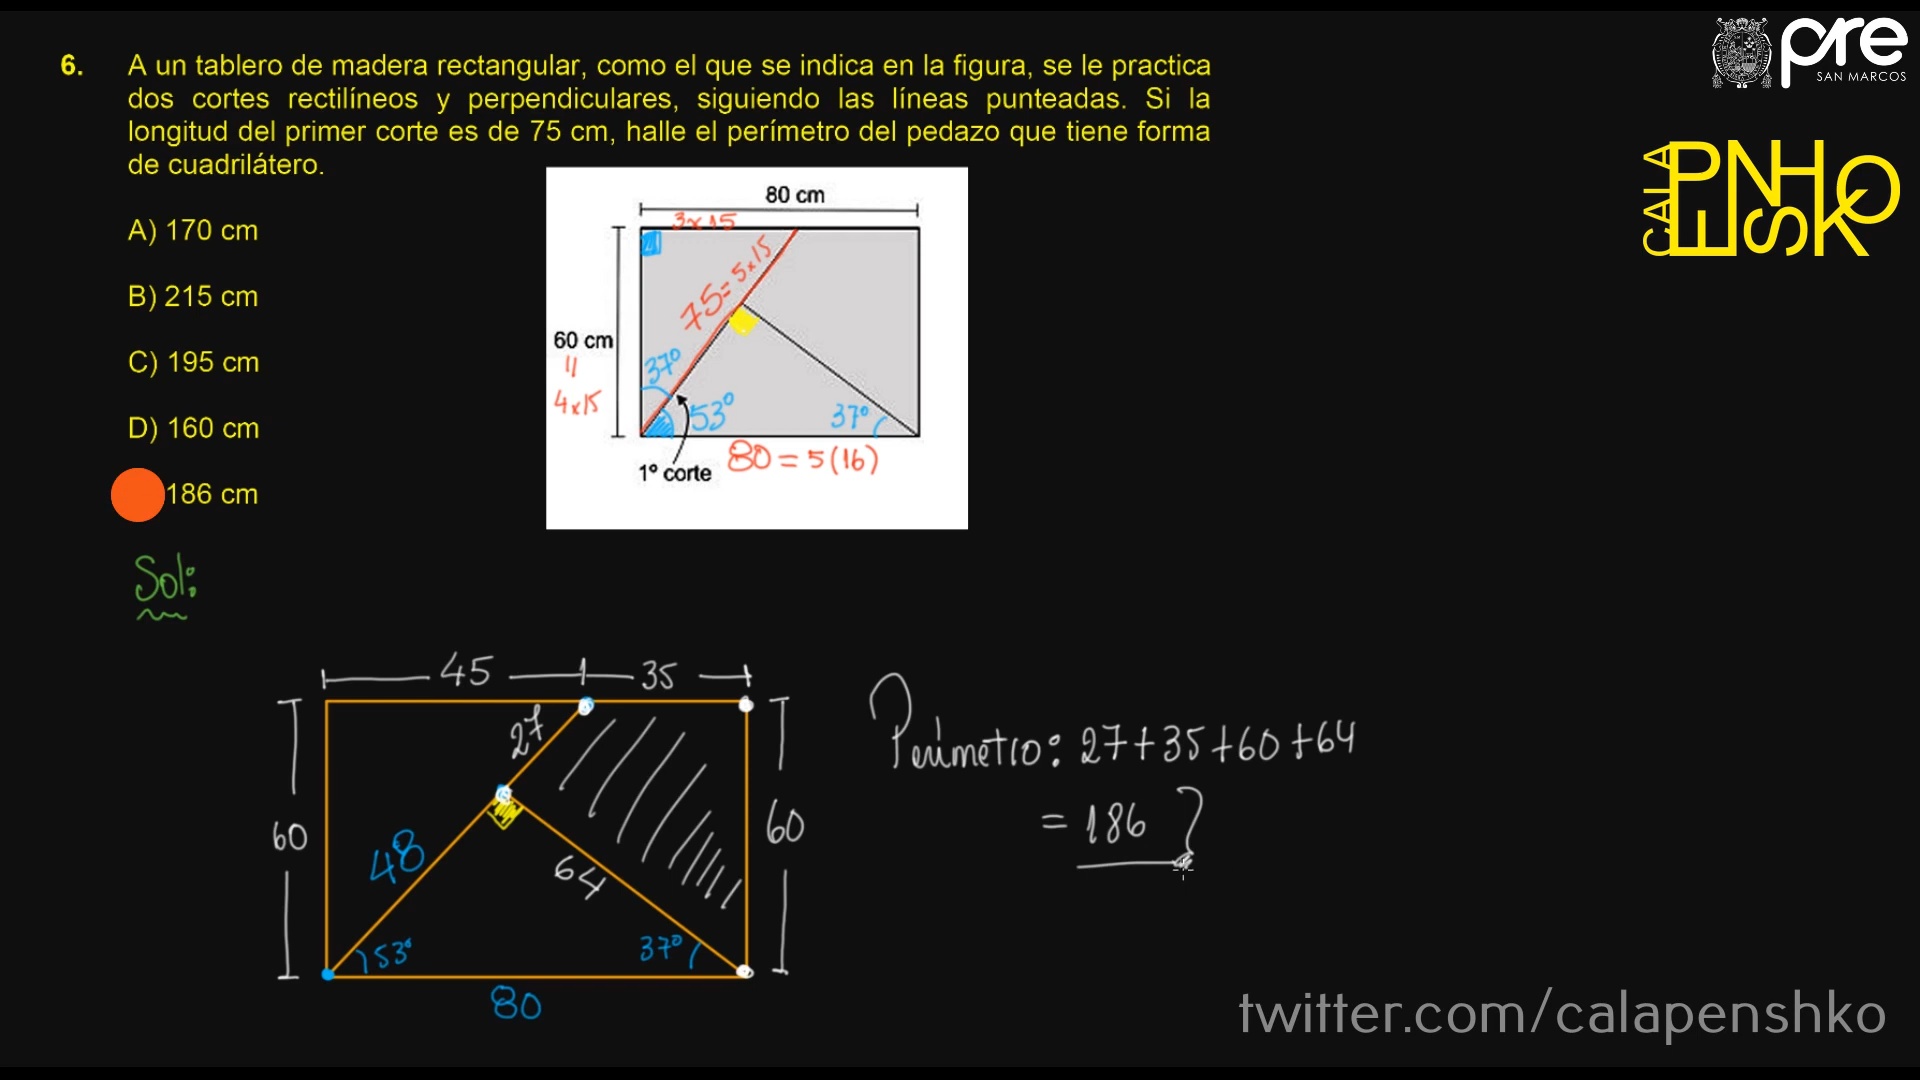 pre
SAN MARCOS
6. A un tablero de madera rectangular, como el que se indica en la figura, se le practica
dos cortes rectilíneos y perpendiculares, siguiendo las líneas punteadas. Si la
longitud del primer corte es de 75 cm, halle el perímetro del pedazo que tiene forma
de cuadrilátero.
CALA PENSHKO
80 cm
3x15
A) 170 cm
75=5x15
B) 215 cm
60 cm
=
4x15
37°
C) 195 cm
53°
37°
D) 160 cm
1º corte
80=5(16)
186 cm
Sol:
45
35
27
60
48
64
60
53°
37°
80
Perímetro: 27+35+60+64
= 186
twitter.com/calapenshko